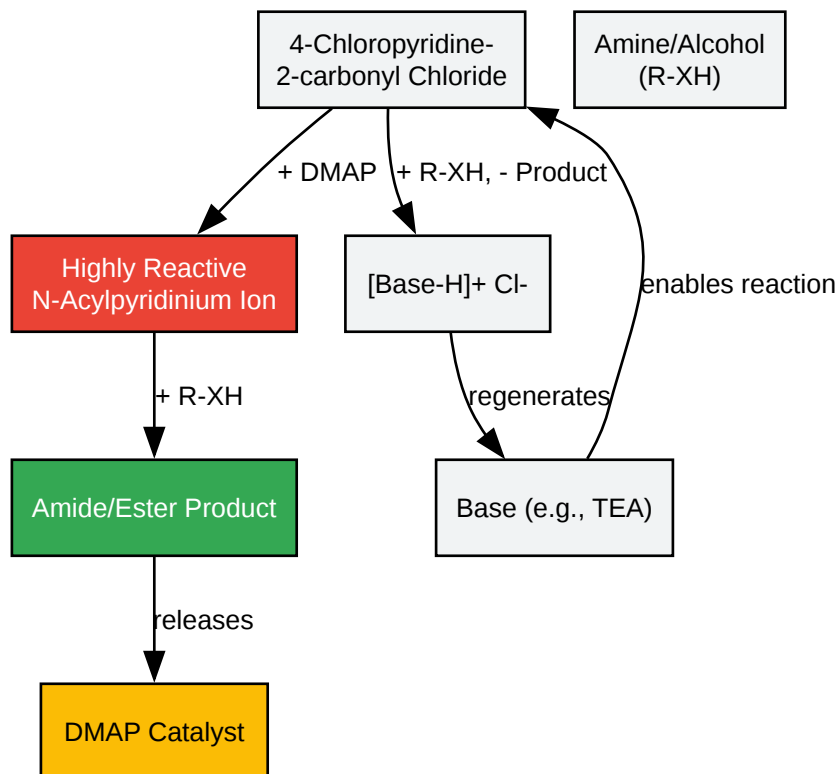 4-Chloropyridine-
2-carbonyl Chloride
Amine/Alcohol
(R-XH)
+ DMAP
+ R-XH, - Product
Highly Reactive
N-Acylpyridinium Ion
[Base-H]+ Cl-
enables reaction
+ R-XH
regenerates
Amide/Ester Product
Base (e.g., TEA)
releases
DMAP Catalyst